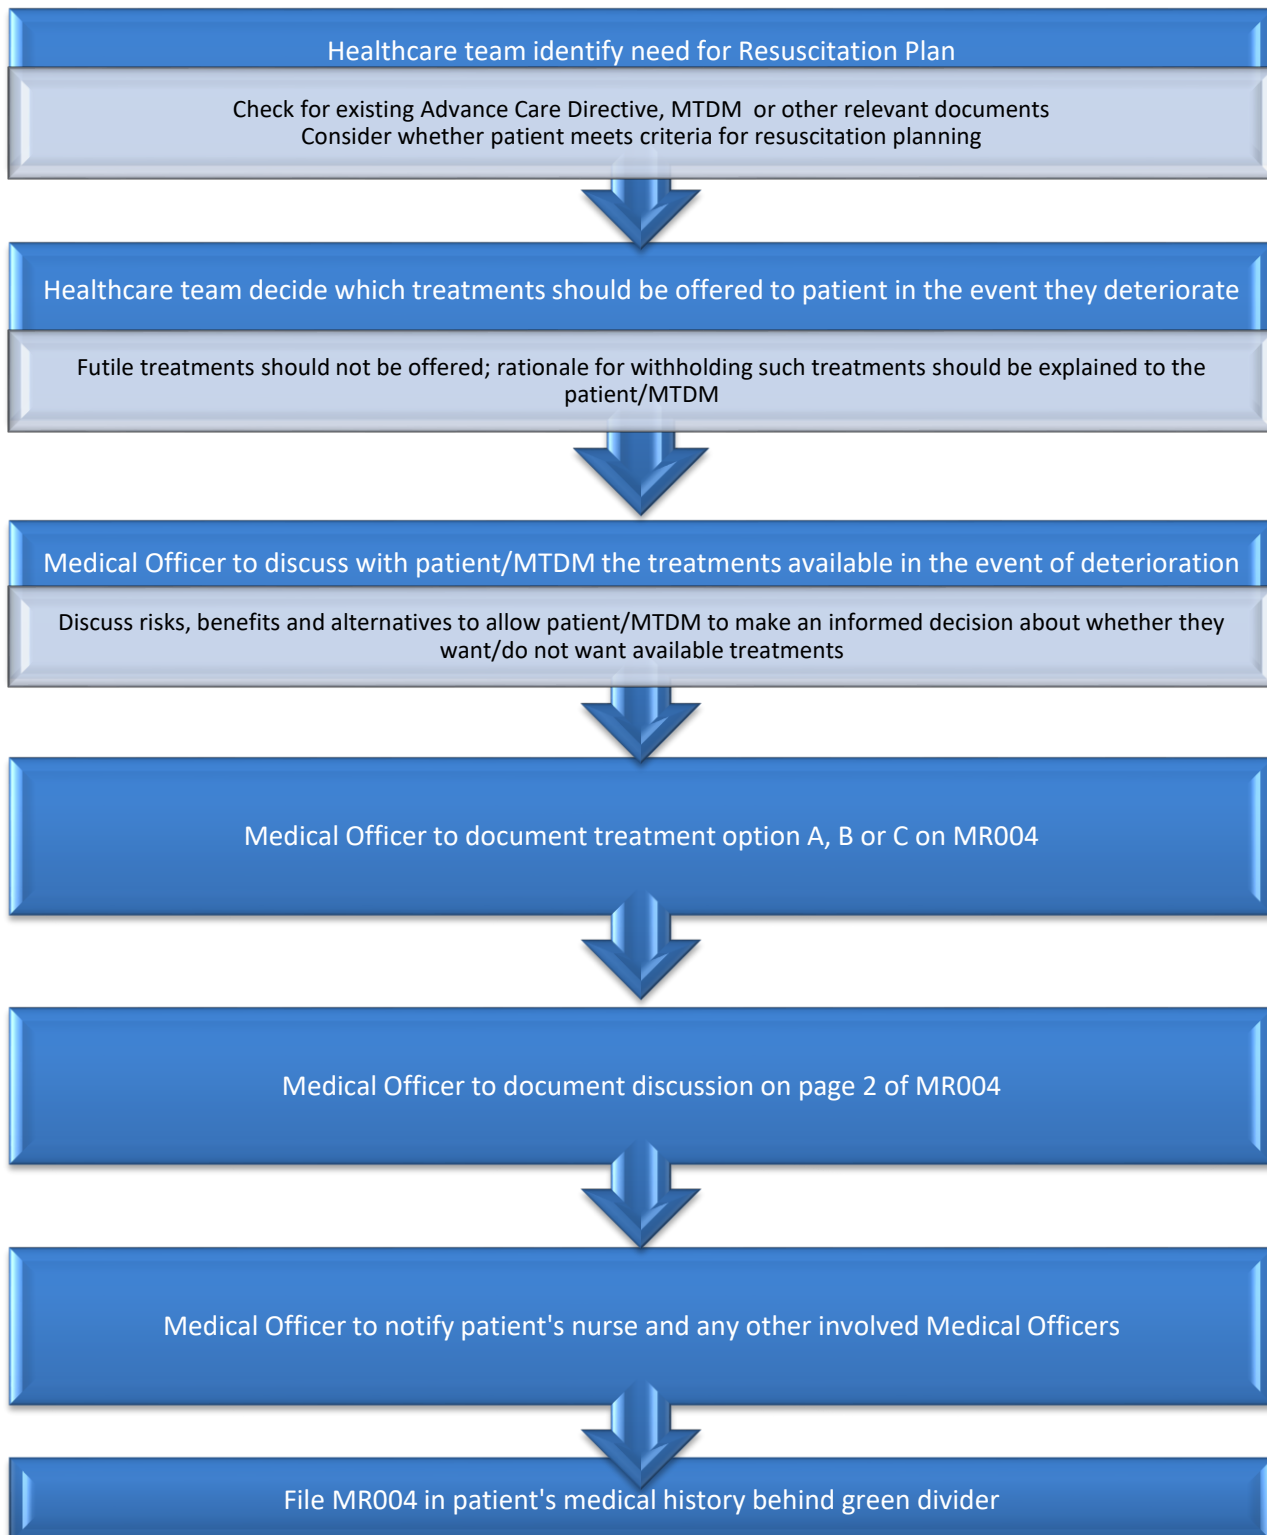 Healthcare team identify need for Resuscitation Plan
Check for existing Advance Care Directive, MTDM or other relevant documents
Consider whether patient meets criteria for resuscitation planning
Healthcare team decide which treatments should be offered to patient in the event they deteriorate
Futile treatments should not be offered; rationale for withholding such treatments should be explained to the
patient/MTDM
Medical Officer to discuss with patient/MTDM the treatments available in the event of deterioration
Discuss risks, benefits and alternatives to allow patient/MTDM to make an informed decision about whether they
want/do not want available treatments
Medical Officer to document treatment option A, B or C on MR004
Medical Officer to document discussion on page 2 of MR004
Medical Officer to notify patient's nurse and any other involved Medical Officers
File MR004 in patient's medical history behind green divider